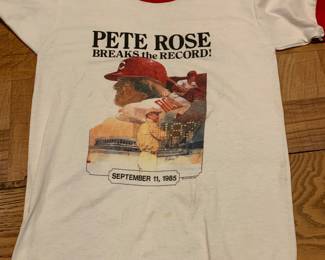 PETE ROSE
BREAKS the RECORD!
SEPTEMBER 11, 1985